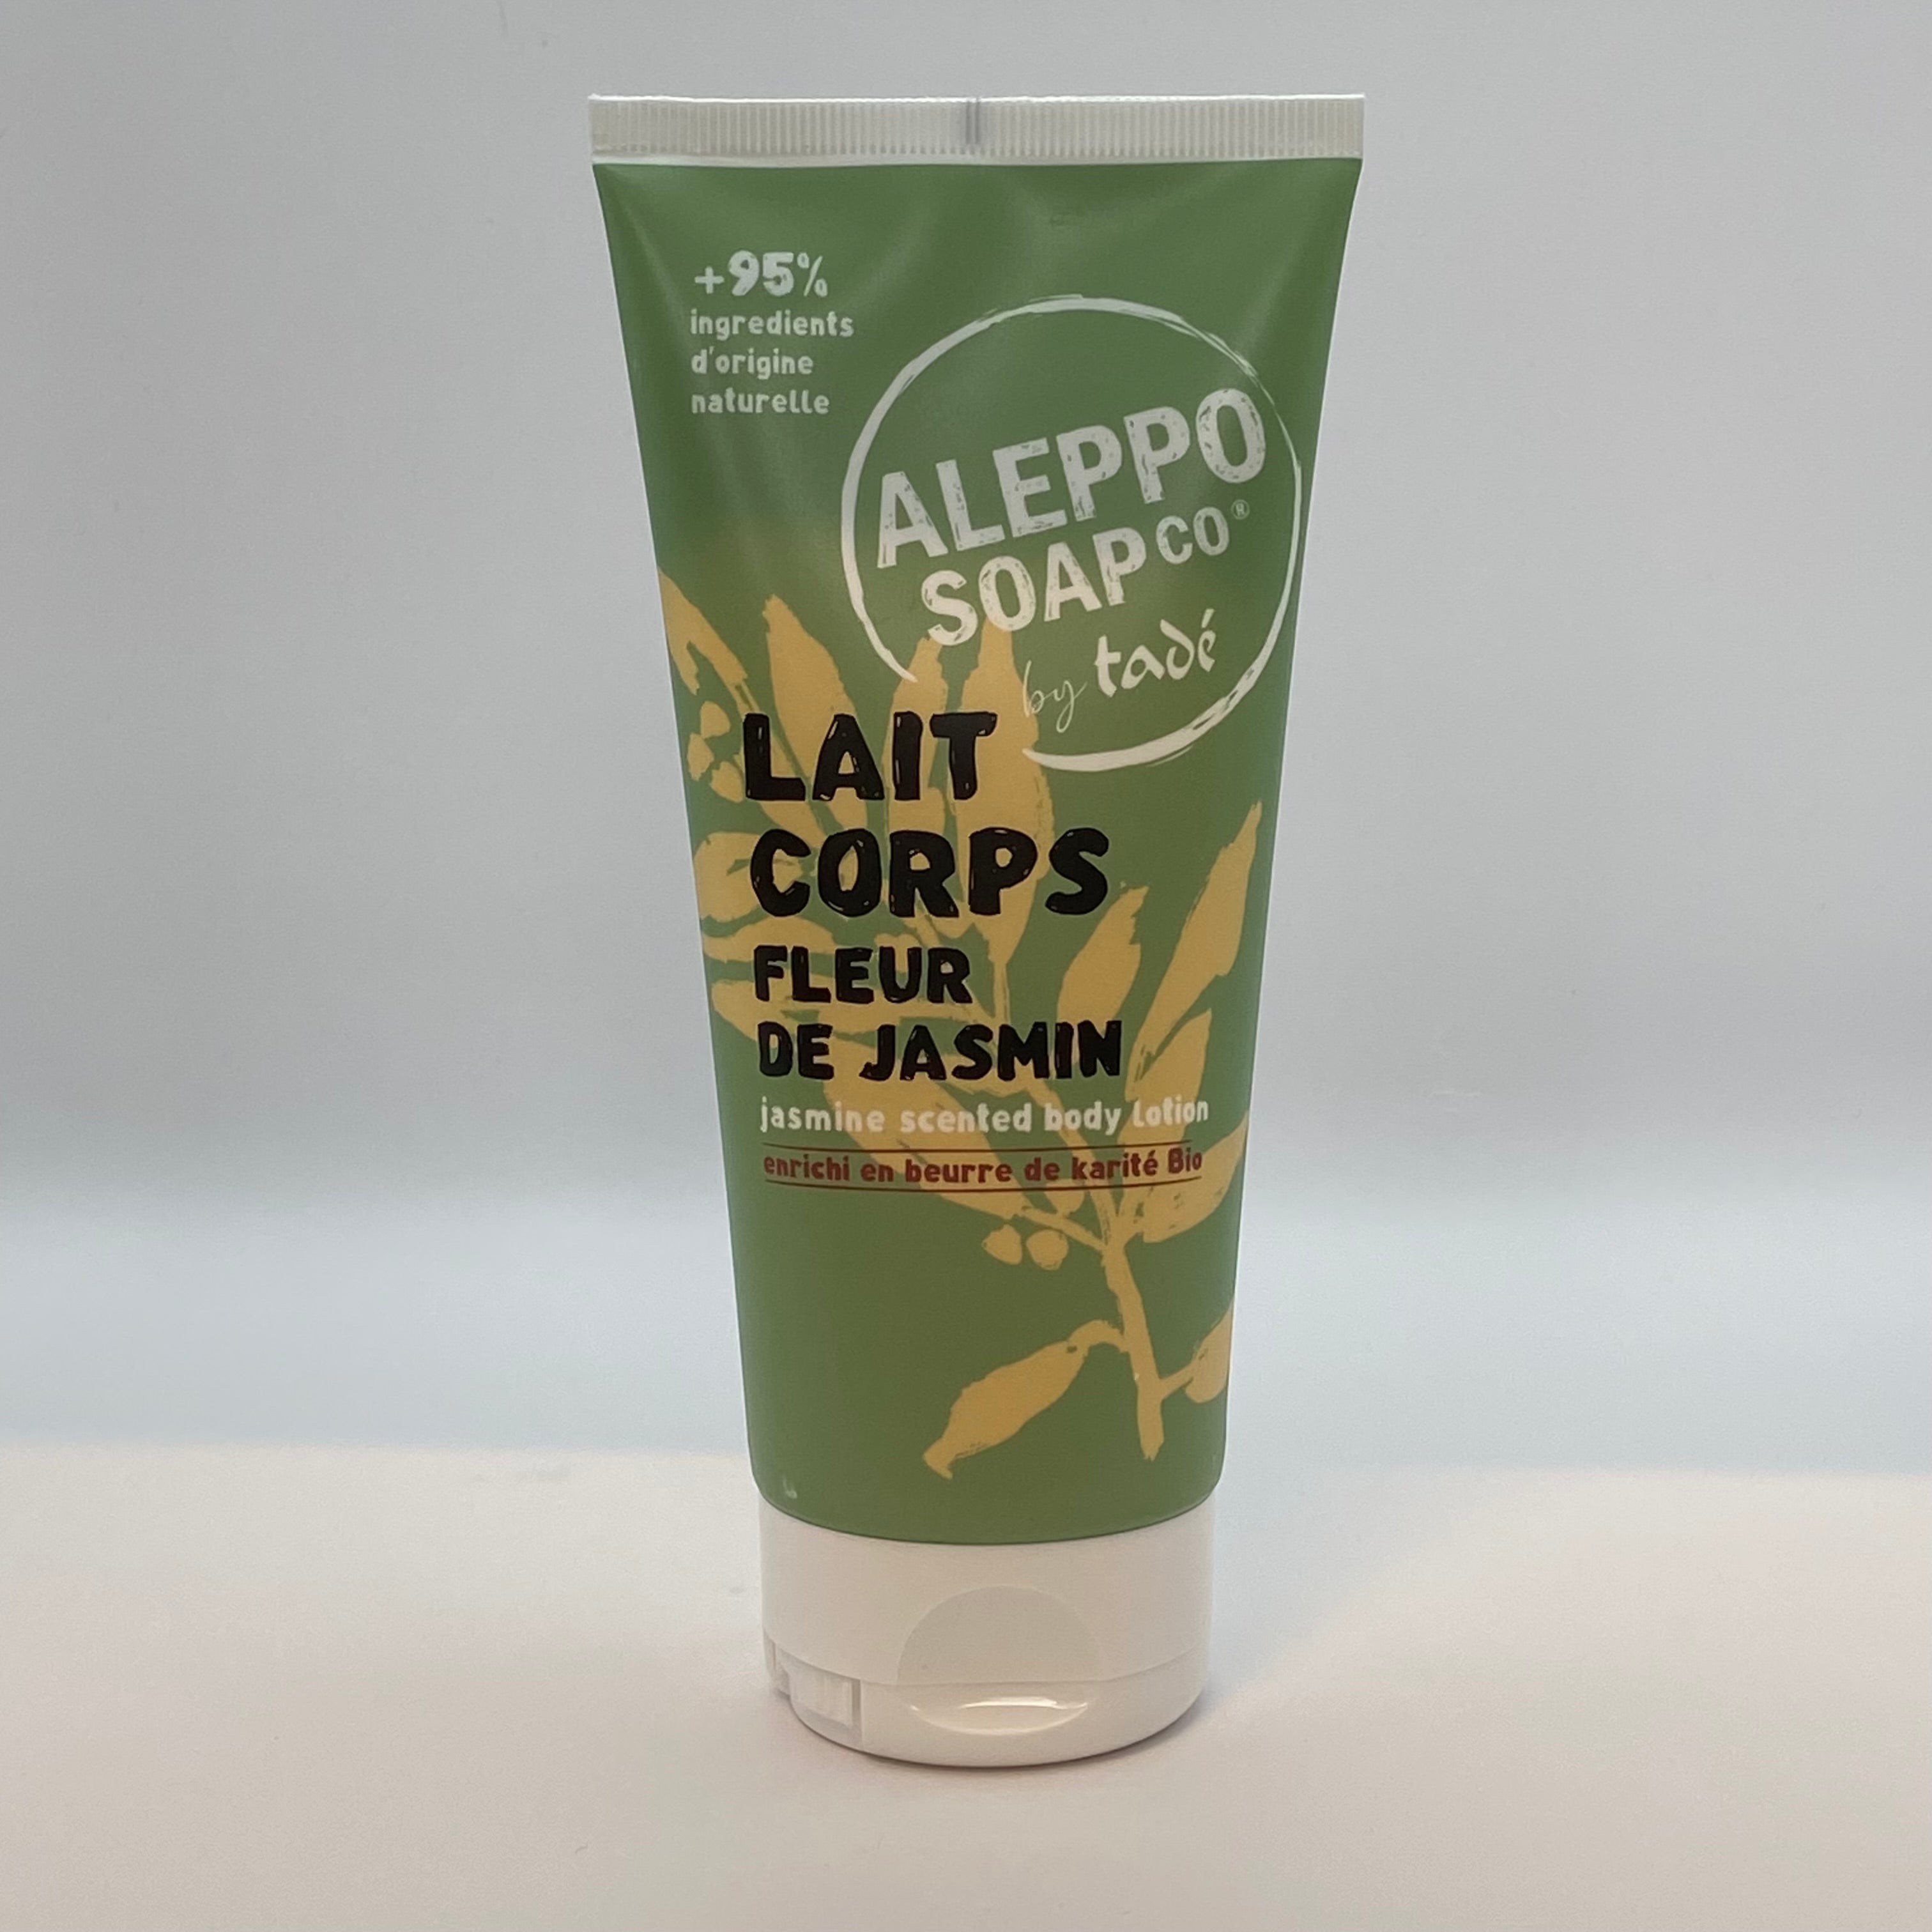 +95%
ingredients
d'origine
naturelle
ALEPPO
SOAP CO®
by tadé
LAIT
CORPS
FLEUR
DE JASMIN
jasmine scented body lotion
enrichi en beurre de karité Bio